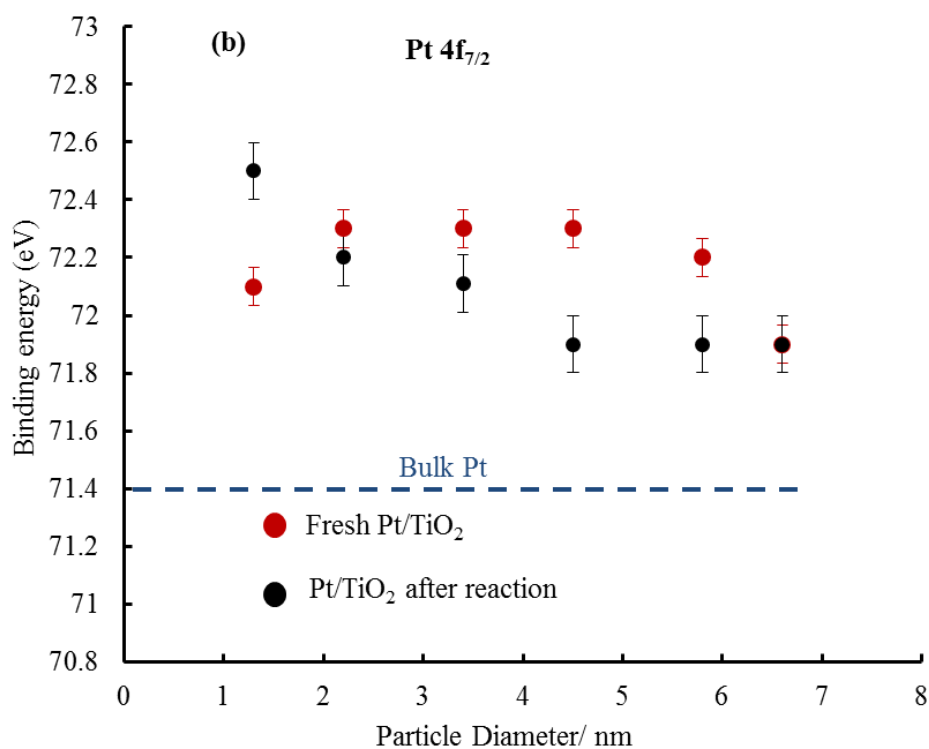 (b)
Pt 4f₇/₂
Binding energy (eV)
73
72.8
72.6
72.4
72.2
72
71.8
71.6
71.4
71.2
71
70.8
Bulk Pt
Fresh Pt/TiO₂
Pt/TiO₂ after reaction
0 1 2 3 4 5 6 7 8
Particle Diameter/ nm